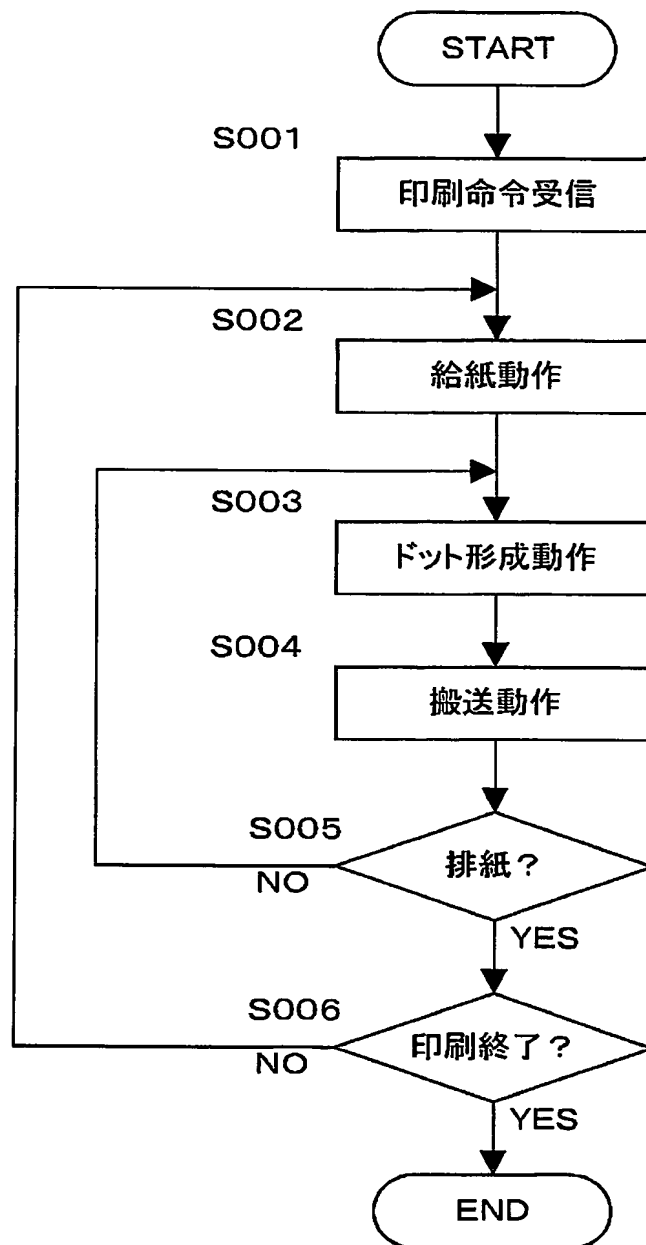 START
S001
印刷命令受信
S002
給紙動作
S003
ドット形成動作
S004
搬送動作
S005
排紙？
NO
YES
S006
印刷終了？
NO
YES
END